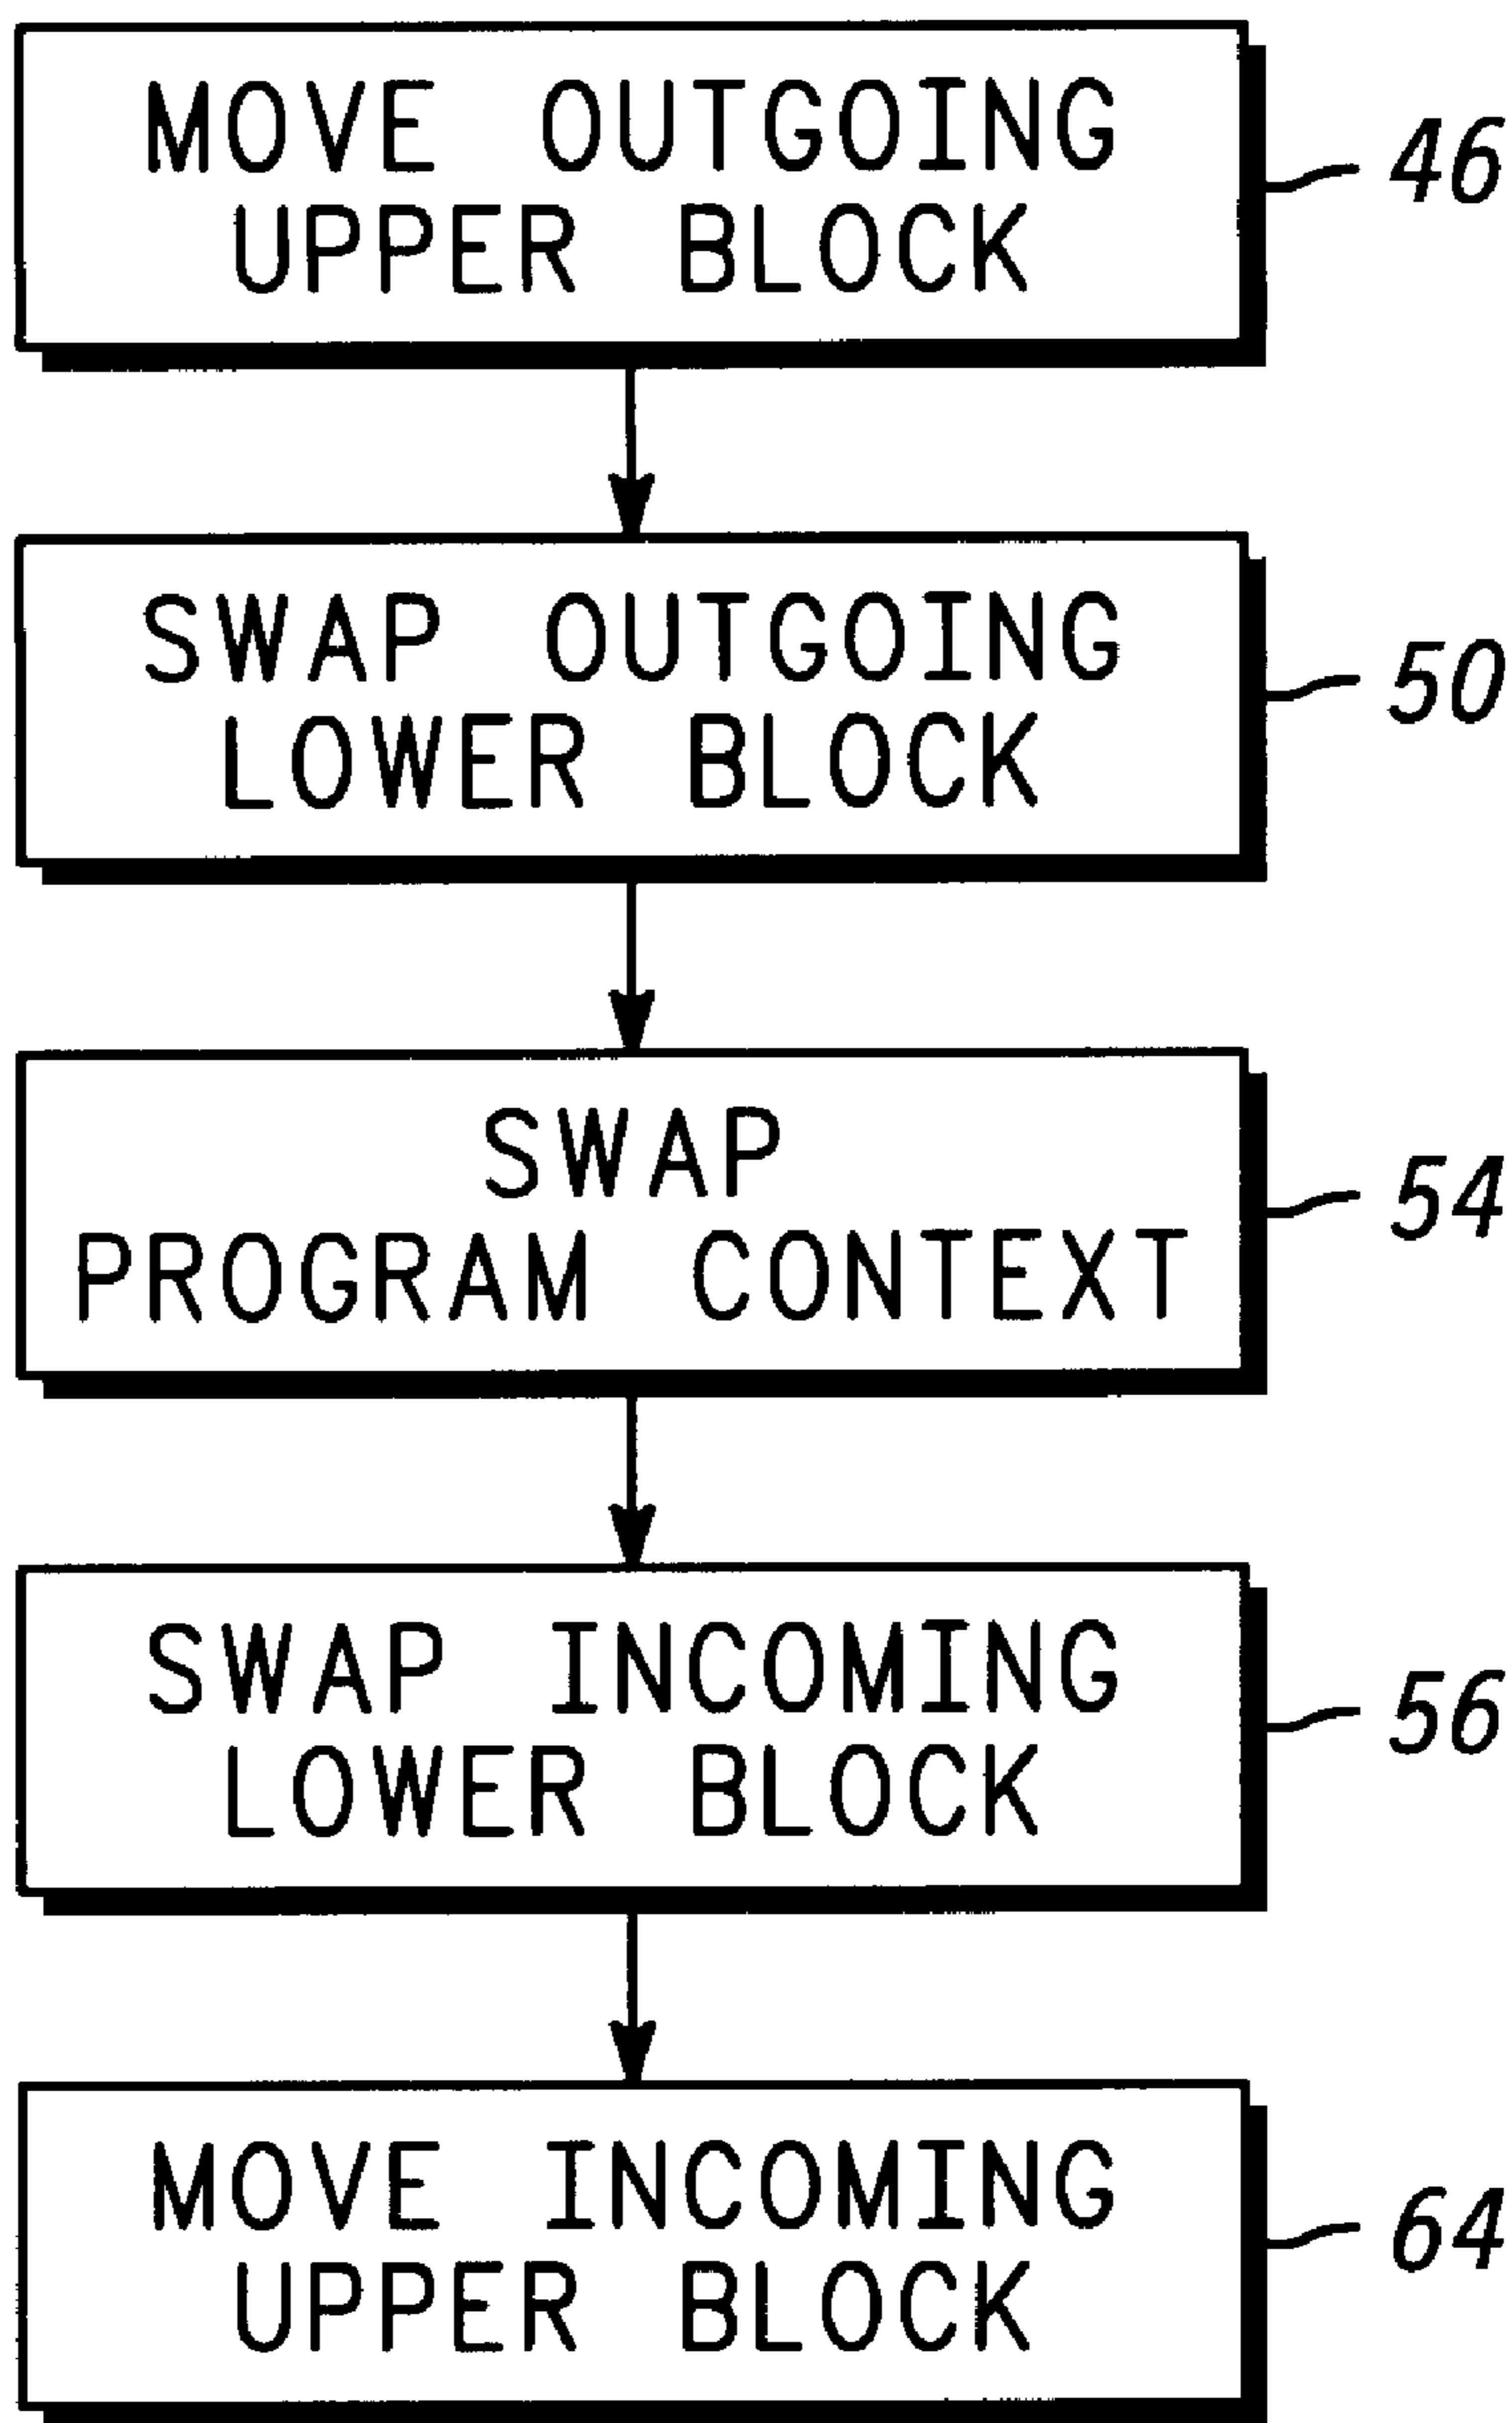 MOVE OUTGOING
UPPER BLOCK
46
SWAP OUTGOING
LOWER BLOCK
50
SWAP
PROGRAM CONTEXT
54
SWAP INCOMING
LOWER BLOCK
56
MOVE INCOMING
UPPER BLOCK
64